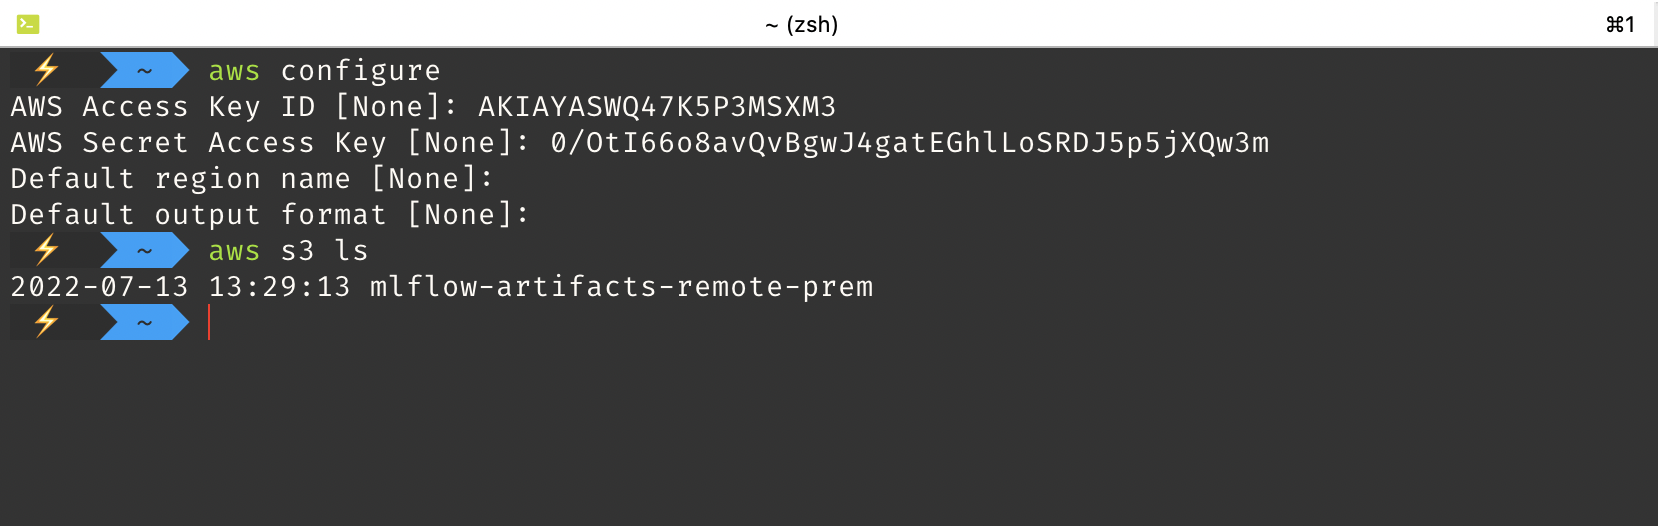 ~ (zsh)
⌘1
⚡ ~ aws configure
AWS Access Key ID [None]: AKIAYASWQ47K5P3MSXM3
AWS Secret Access Key [None]: 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
Default region name [None]:
Default output format [None]:
⚡ ~ aws s3 ls
2022-07-13 13:29:13 mlflow-artifacts-remote-prem
⚡ ~